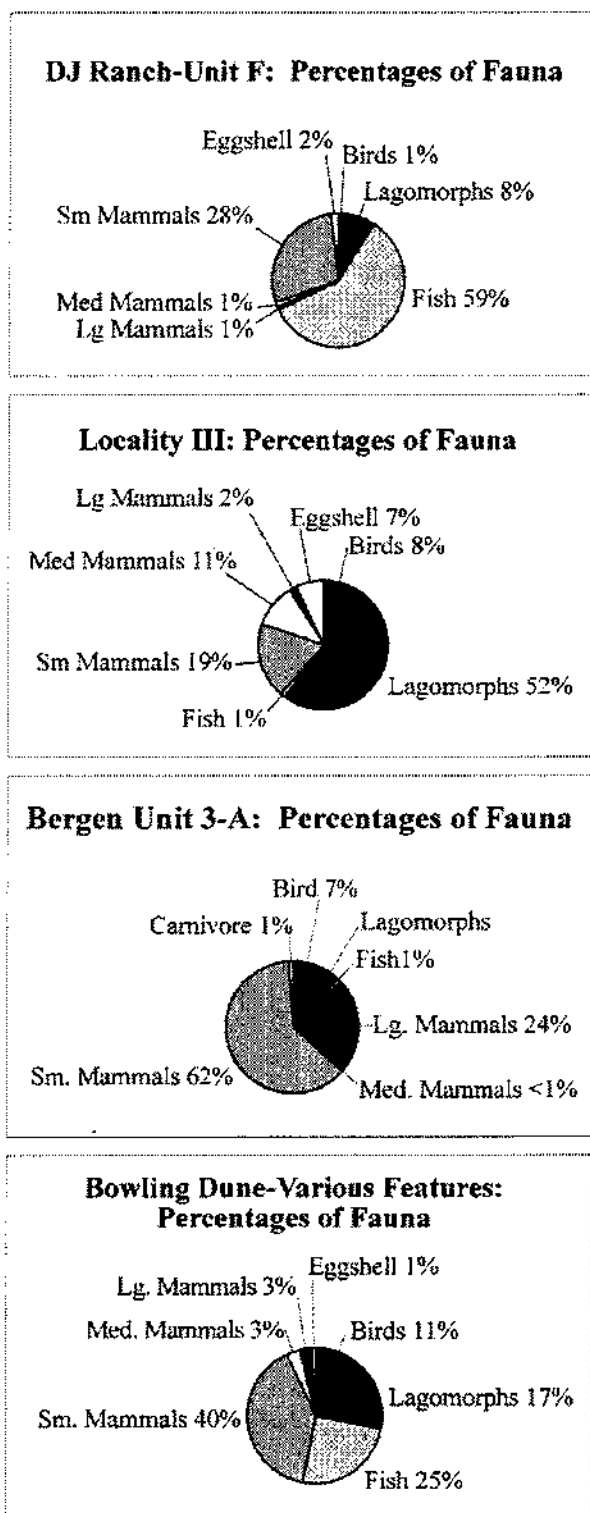 DJ Ranch-Unit F: Percentages of Fauna
Eggshell 2%
Birds 1%
Lagomorphs 8%
Sm Mammals 28%
Med Mammals 1%
Lg Mammals 1%
Fish 59%
Locality III: Percentages of Fauna
Lg Mammals 2%
Eggshell 7%
Birds 8%
Med Mammals 11%
Sm Mammals 19%
Fish 1%
Lagomorphs 52%
Bergen Unit 3-A: Percentages of Fauna
Bird 7%
Carnivore 1%
Lagomorphs
Fish1%
Lg. Mammals 24%
Sm. Mammals 62%
Med. Mammals <1%
Bowling Dune-Various Features:
Percentages of Fauna
Eggshell 1%
Lg. Mammals 3%
Med. Mammals 3%
Birds 11%
Sm. Mammals 40%
Lagomorphs 17%
Fish 25%